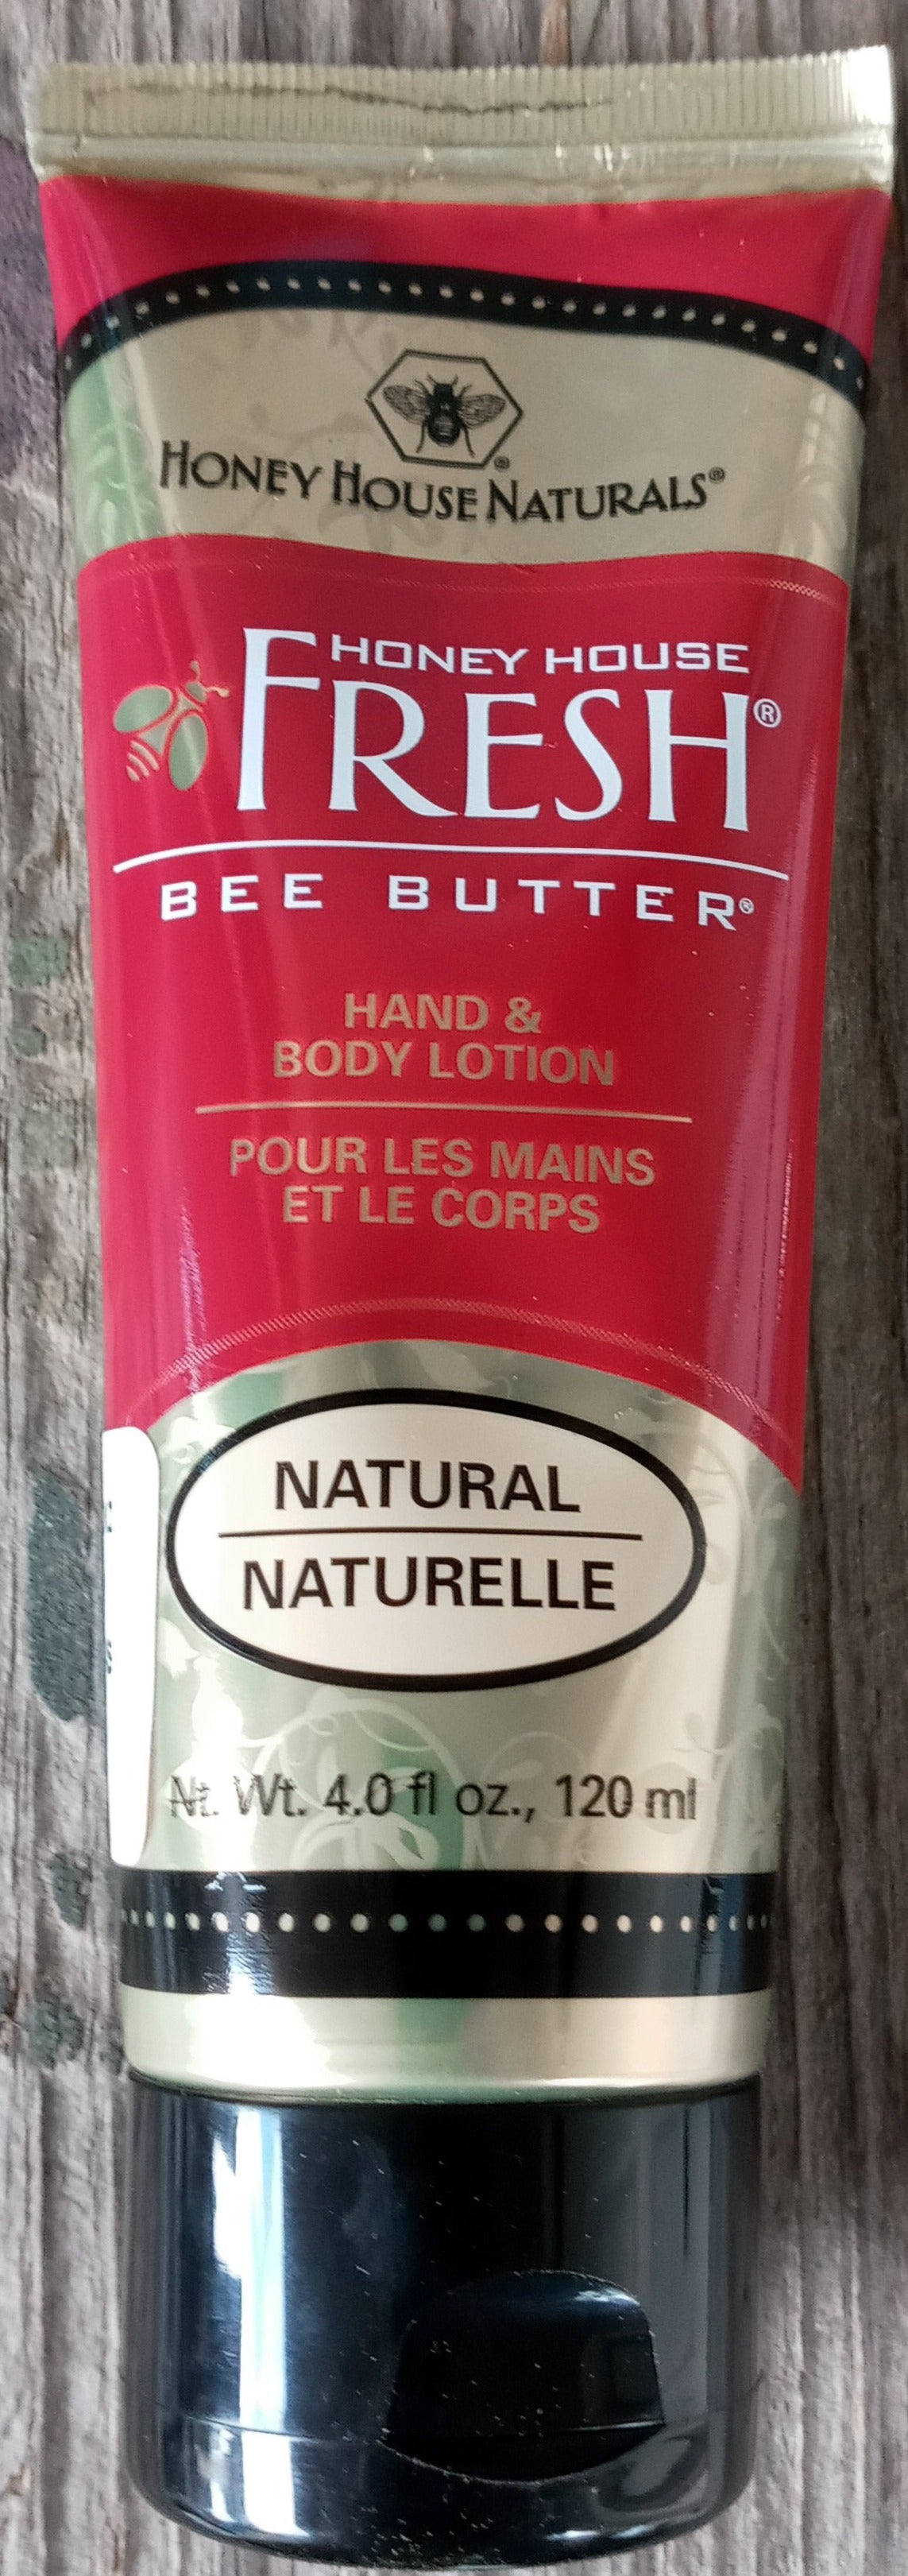 HONEY HOUSE NATURALS®
HONEY HOUSE
FRESH®
BEE BUTTER®
HAND &
BODY LOTION
POUR LES MAINS
ET LE CORPS
NATURAL
NATURELLE
Nt. Wt. 4.0 fl oz., 120 ml